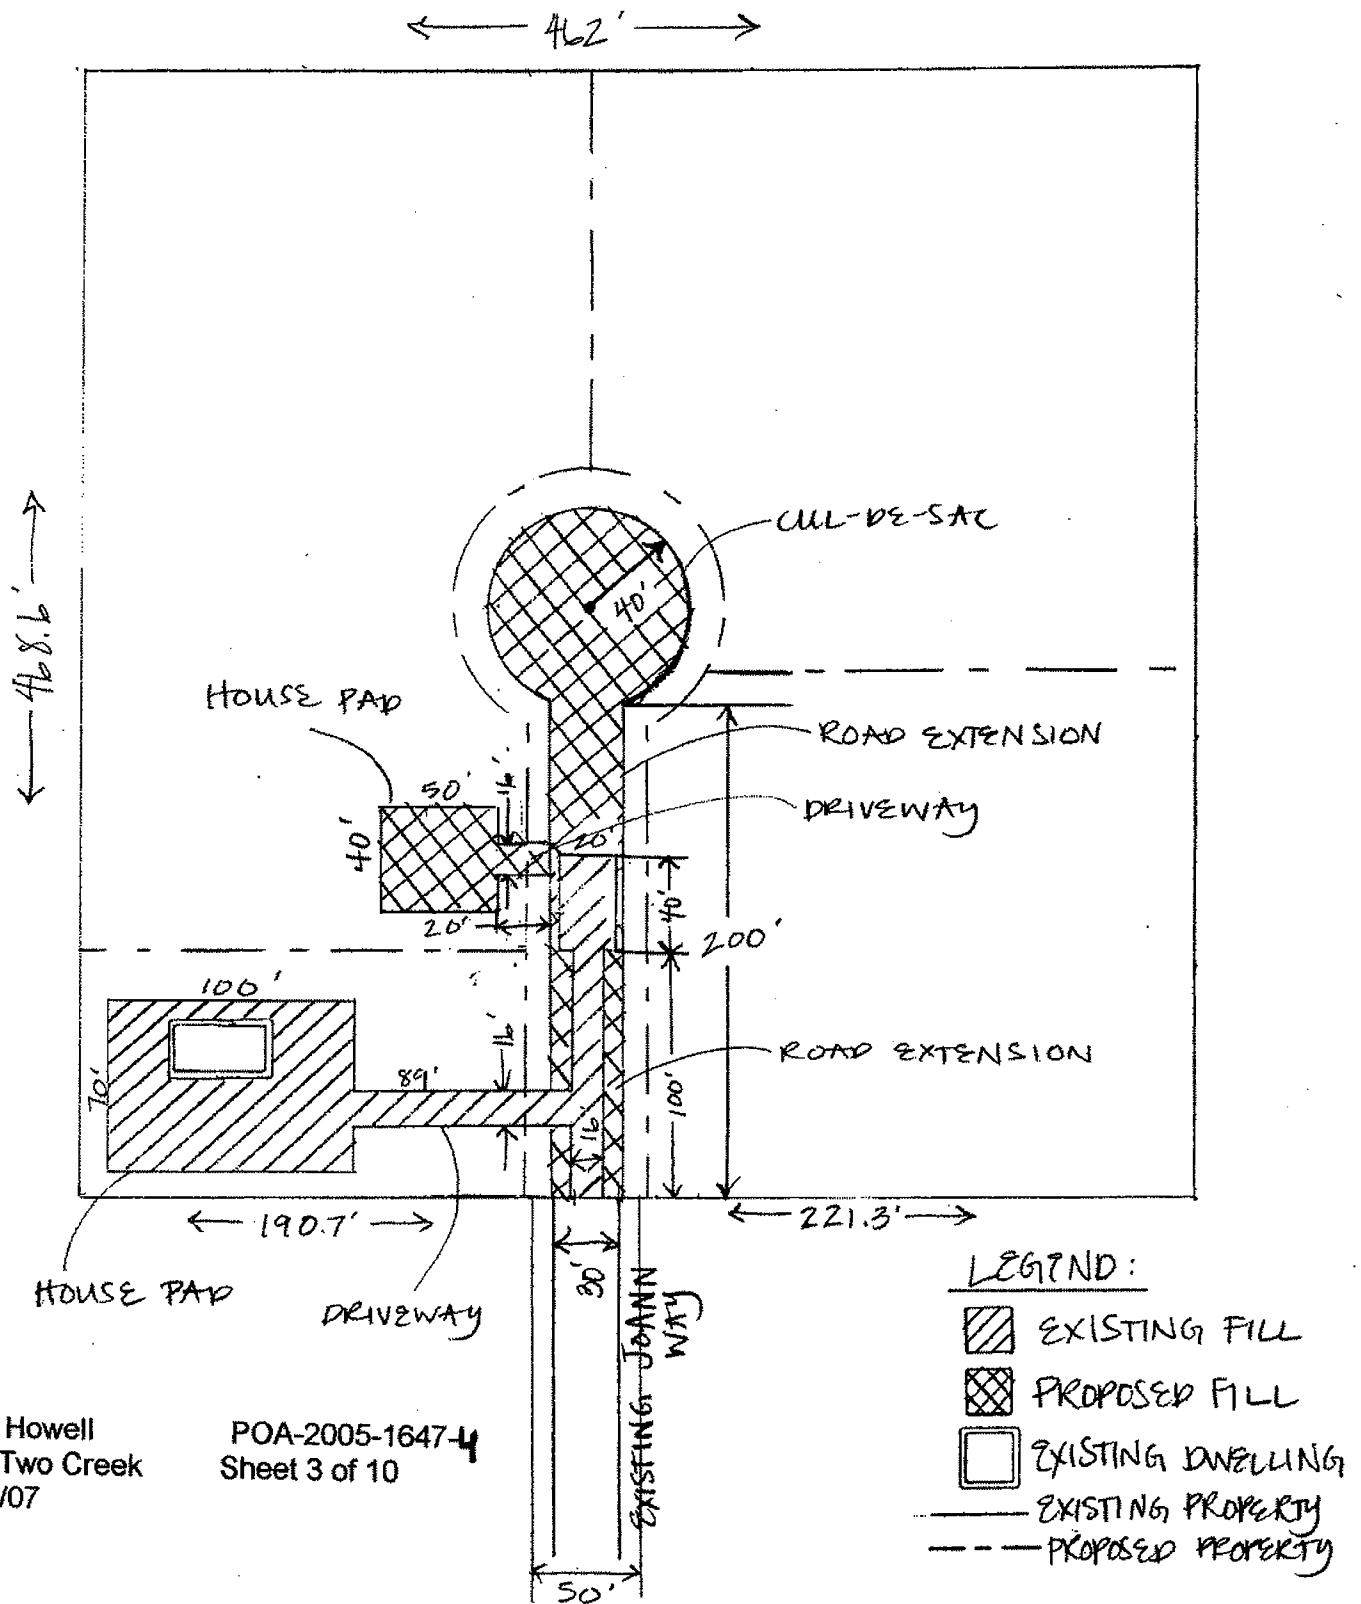 462'
CUL-DE-SAC
40'
468.6'
HOUSE PAD
ROAD EXTENSION
50'
16'
DRIVEWAY
40'
20'
40'
20'
200'
100'
16'
ROAD EXTENSION
70'
89'
100'
16
190.7'
221.3'
HOUSE PAD
DRIVEWAY
30'
EXISTING JOANN
WAY
50'
LEGEND:
EXISTING FILL
PROPOSED FILL
EXISTING DWELLING
EXISTING PROPERTY
PROPOSED PROPERTY
Howell
Two Creek
/07
POA-2005-1647-4
Sheet 3 of 10